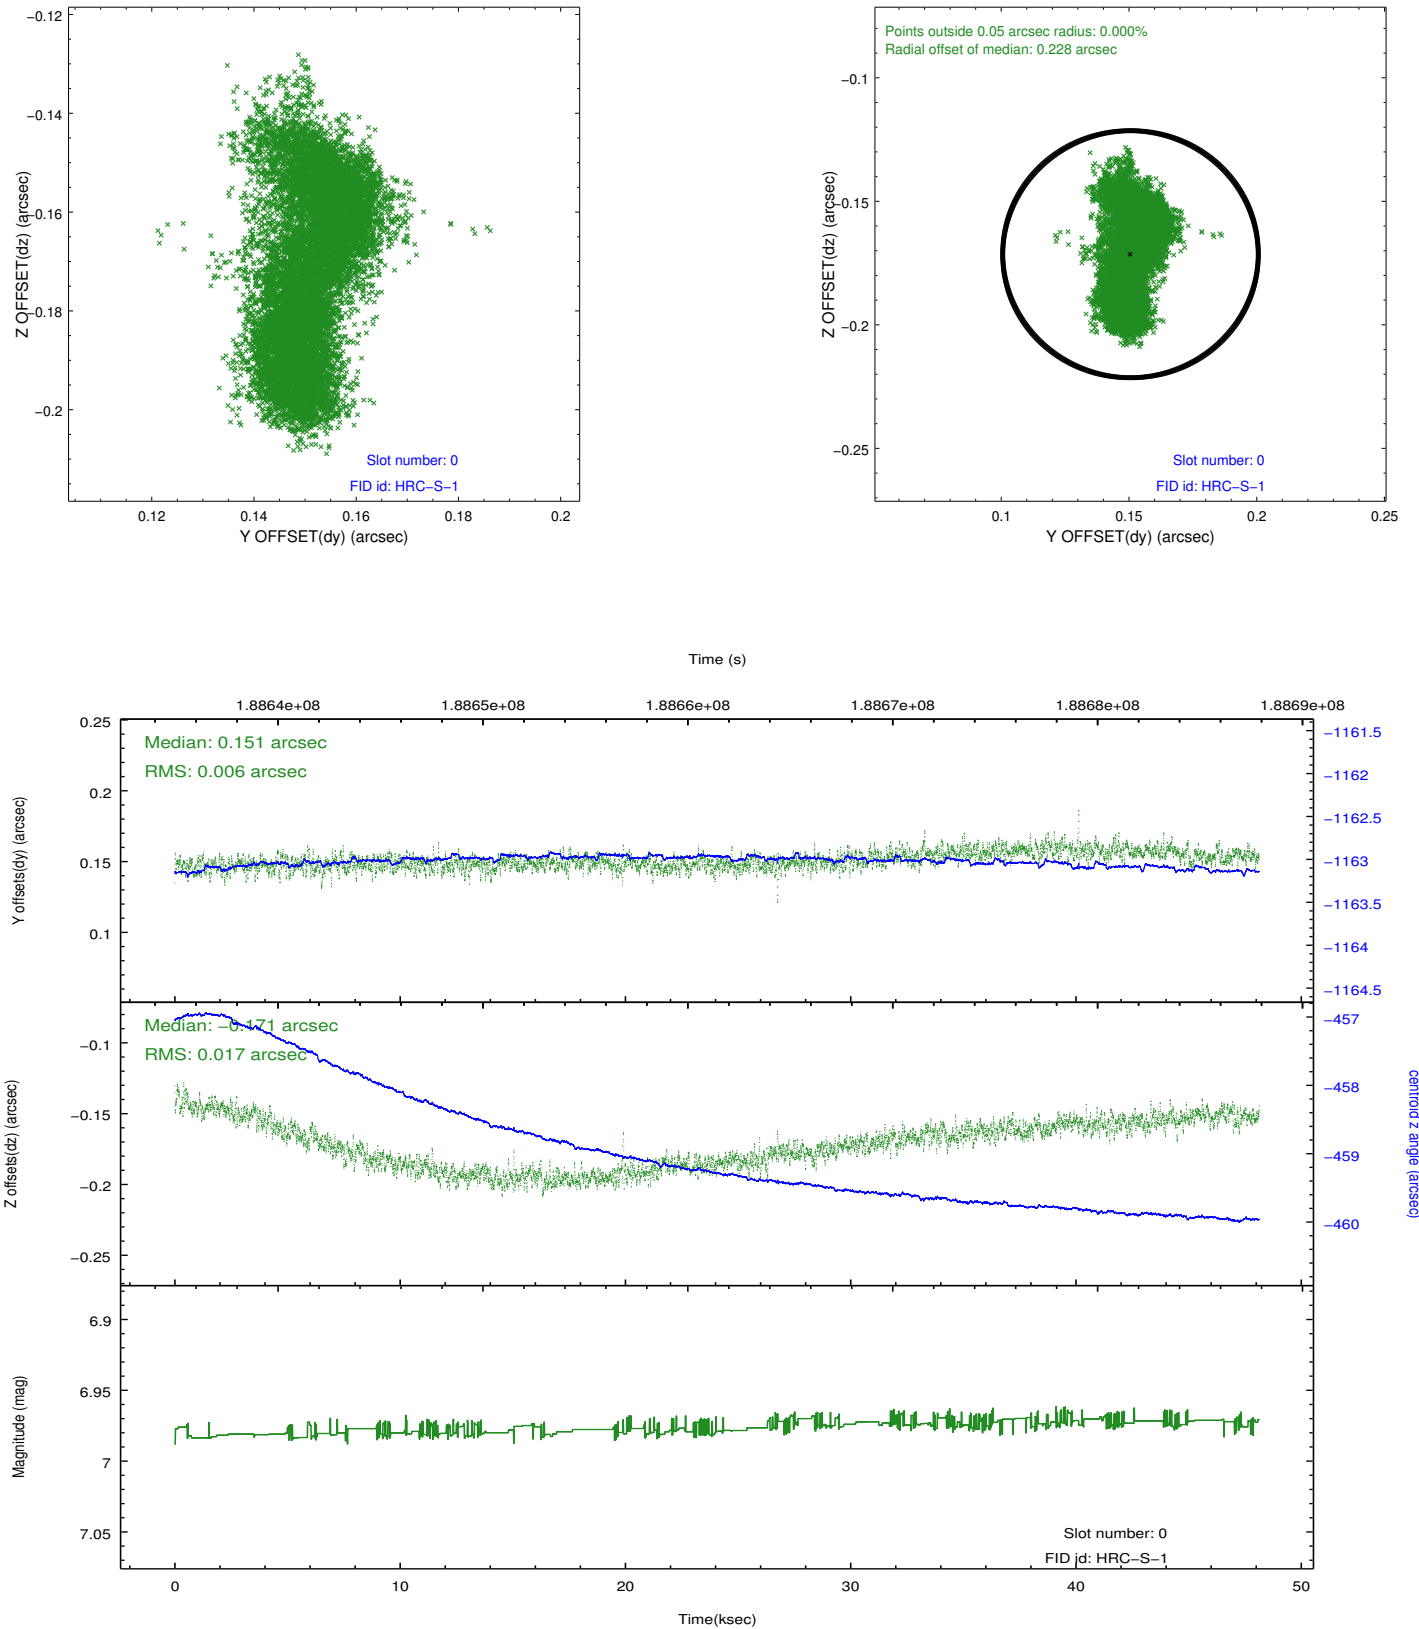 −0.12
−0.14
−0.16
−0.18
−0.2
Z OFFSET(dz) (arcsec)
0.12 0.14 0.16 0.18 0.2
Y OFFSET(dy) (arcsec)
Slot number: 0
FID id: HRC−S−1
Points outside 0.05 arcsec radius: 0.000%
Radial offset of median: 0.228 arcsec
−0.1
−0.15
−0.2
−0.25
Z OFFSET(dz) (arcsec)
0.1 0.15 0.2 0.25
Y OFFSET(dy) (arcsec)
Slot number: 0
FID id: HRC−S−1
Time (s)
1.8864e+08 1.8865e+08 1.8866e+08 1.8867e+08 1.8868e+08 1.8869e+08
Median: 0.151 arcsec
RMS: 0.006 arcsec
0.25
0.2
0.15
0.1
Y offsets(dy) (arcsec)
−1161.5
−1162
−1162.5
−1163
−1163.5
−1164
−1164.5
Median: −0.171 arcsec
RMS: 0.017 arcsec
−0.1
−0.15
−0.2
−0.25
Z offsets(dz) (arcsec)
−457
−458
−459
−460
centroid z angle (arcsec)
6.9
6.95
7
7.05
Magnitude (mag)
Slot number: 0
FID id: HRC−S−1
0 10 20 30 40 50
Time(ksec)